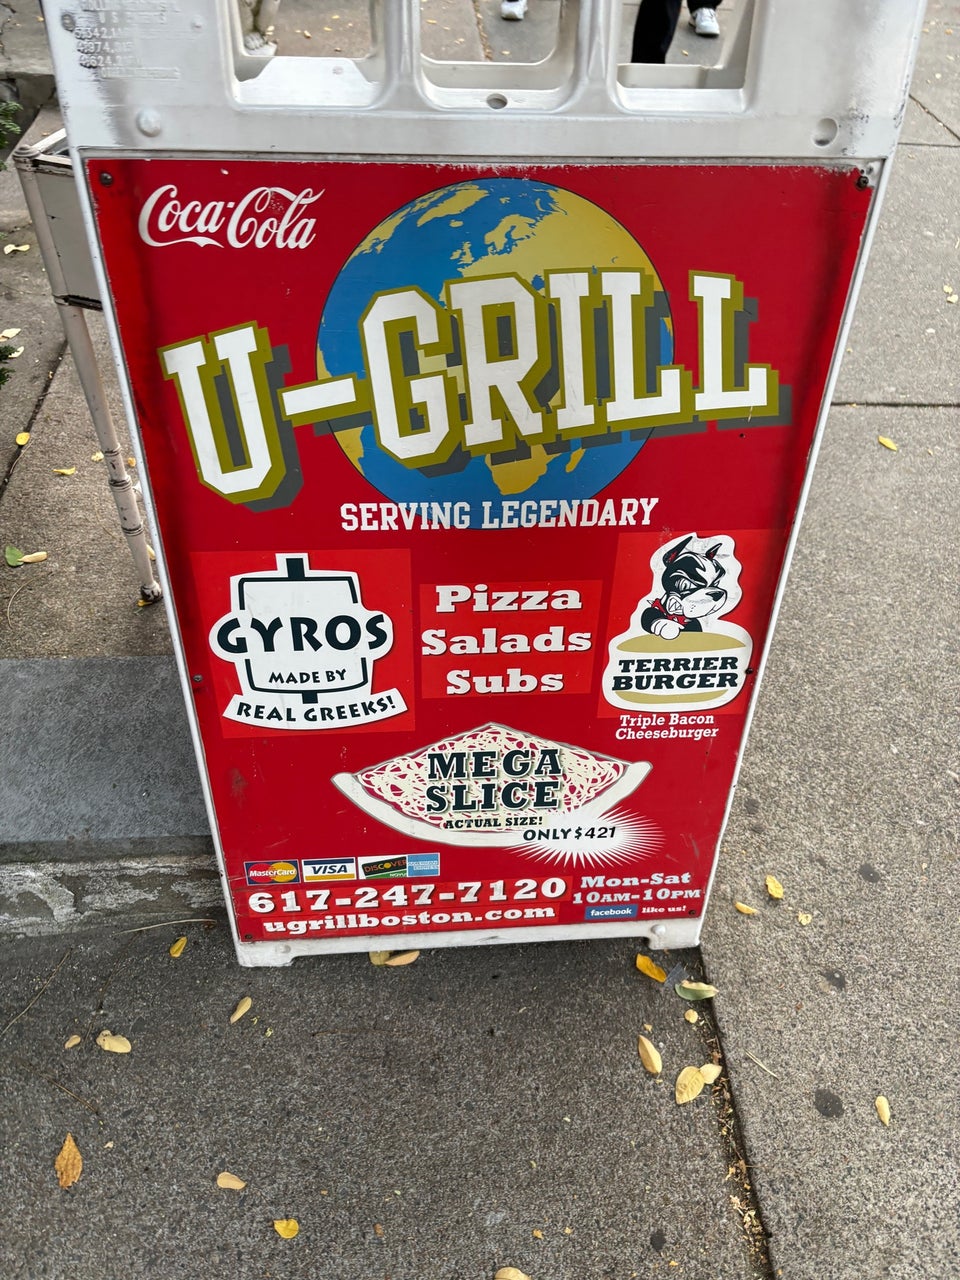 Coca-Cola
U-GRILL
SERVING LEGENDARY
GYROS
MADE BY
REAL GREEKS!
Pizza
Salads
Subs
TERRIER
BURGER
Triple Bacon
Cheeseburger
MEGA
SLICE
ACTUAL SIZE!
ONLY $421
MasterCard
VISA
DISCOVER
AMERICAN EXPRESS
617-247-7120
ugrillboston.com
Mon-Sat
10AM-10PM
facebook like us!